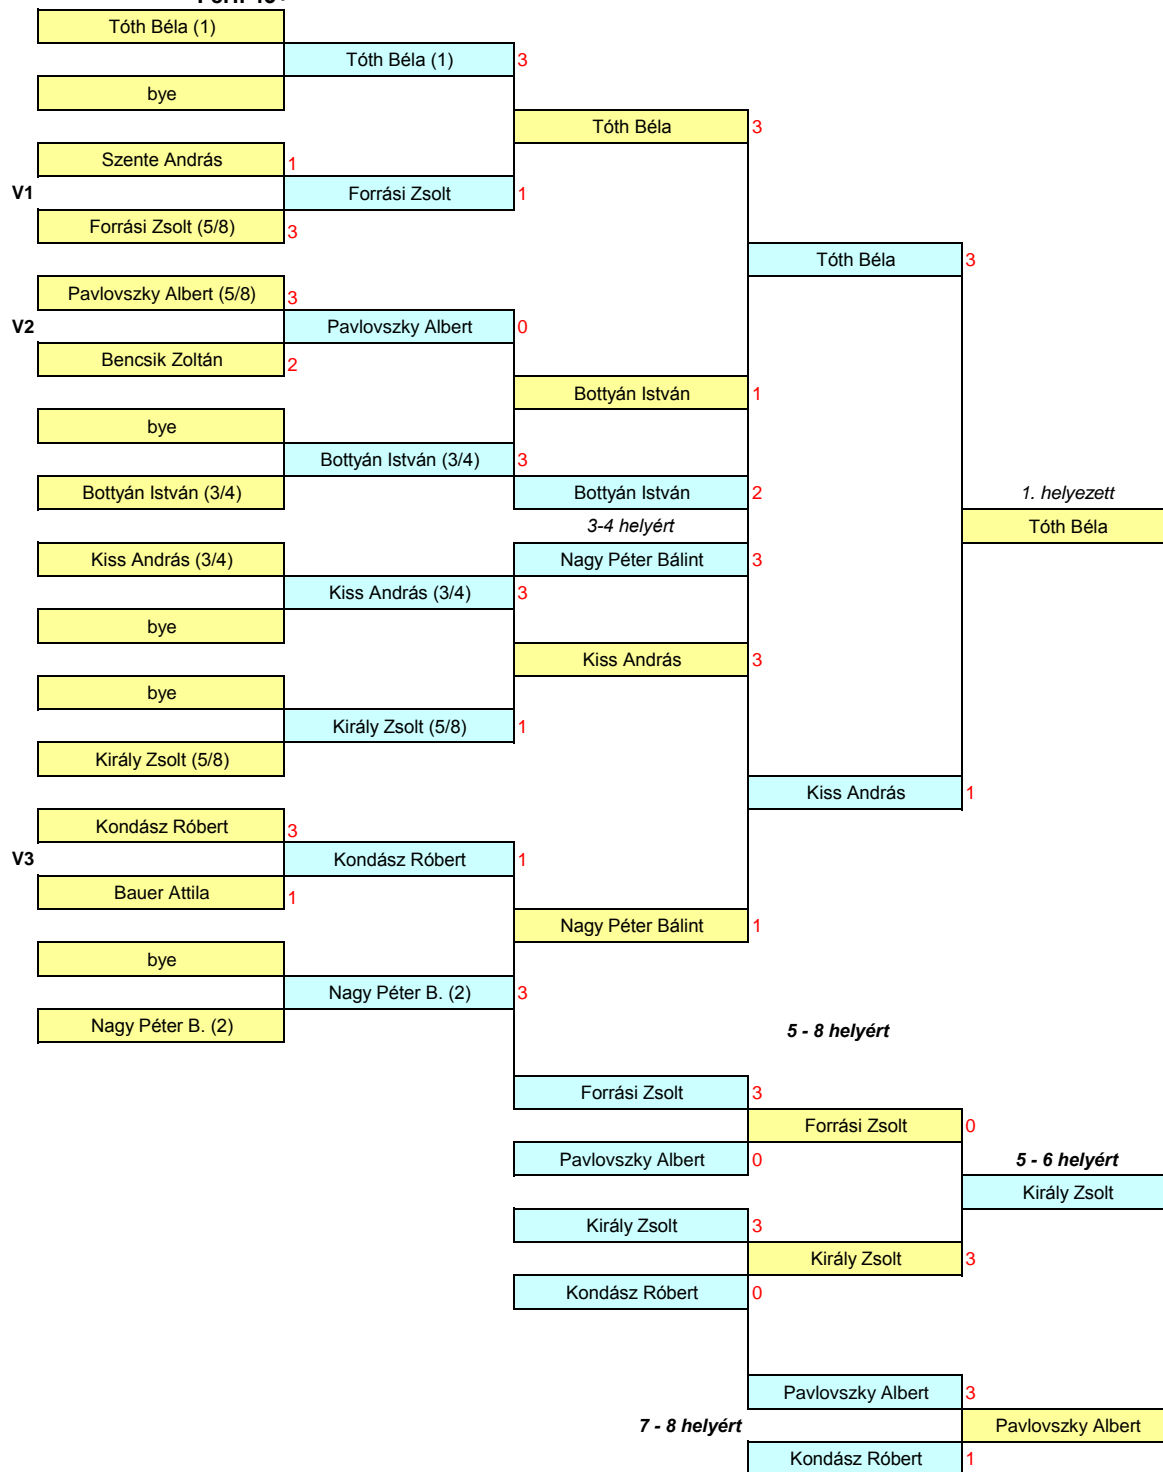 Tóth Béla (1)
Tóth Béla (1) 3
bye
Tóth Béla 3
Szente András 1
V1 Forrási Zsolt 1
Forrási Zsolt (5/8) 3
Tóth Béla 3
Pavlovszky Albert (5/8) 3
V2 Pavlovszky Albert 0
Bencsik Zoltán 2
Bottyán István 1
bye
Bottyán István (3/4) 3
Bottyán István (3/4) Bottyán István 2 1. helyezett
3-4 helyért Tóth Béla
Kiss András (3/4) Nagy Péter Bálint 3
Kiss András (3/4) 3
bye
Kiss András 3
bye
Király Zsolt (5/8) 1
Király Zsolt (5/8)
Kiss András 1
Kondász Róbert 3
V3 Kondász Róbert 1
Bauer Attila 1
Nagy Péter Bálint 1
bye
Nagy Péter B. (2) 3
Nagy Péter B. (2)
5 - 8 helyért
Forrási Zsolt 3
Forrási Zsolt 0
Pavlovszky Albert 0 5 - 6 helyért
Király Zsolt
Király Zsolt 3
Király Zsolt 3
Kondász Róbert 0
Pavlovszky Albert 3
7 - 8 helyért Pavlovszky Albert
Kondász Róbert 1